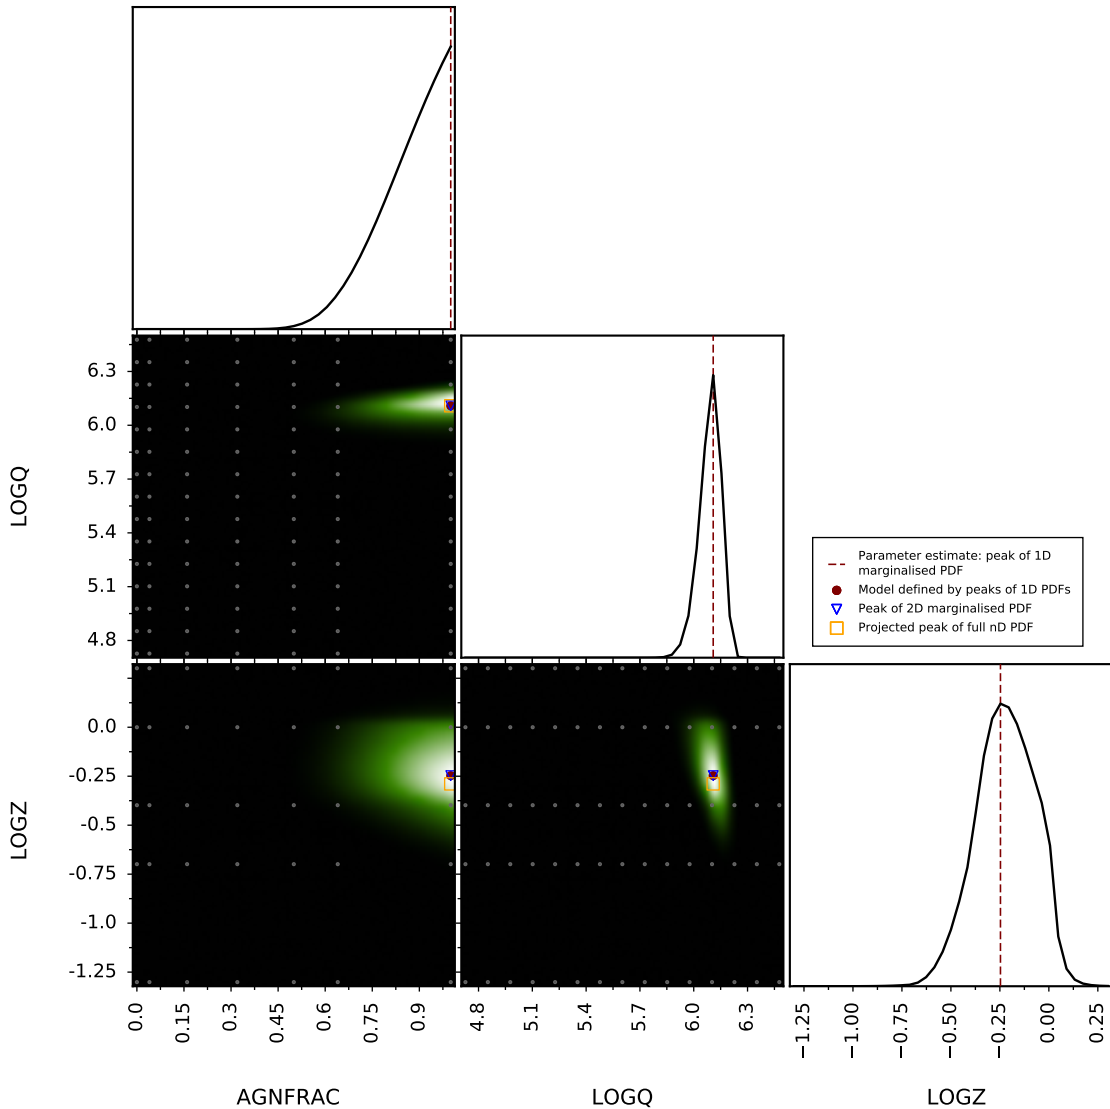 6.3
6.0
5.7
5.4
5.1
4.8
LOGQ
Parameter estimate: peak of 1D
marginalised PDF
Model defined by peaks of 1D PDFs
Peak of 2D marginalised PDF
Projected peak of full nD PDF
0.0
-0.25
-0.5
-0.75
-1.0
-1.25
LOGZ
0.0 0.15 0.3 0.45 0.6 0.75 0.9
4.8 5.1 5.4 5.7 6.0 6.3
−1.25 −1.00 −0.75 −0.50 −0.25 0.00 0.25
AGNFRAC LOGQ LOGZ